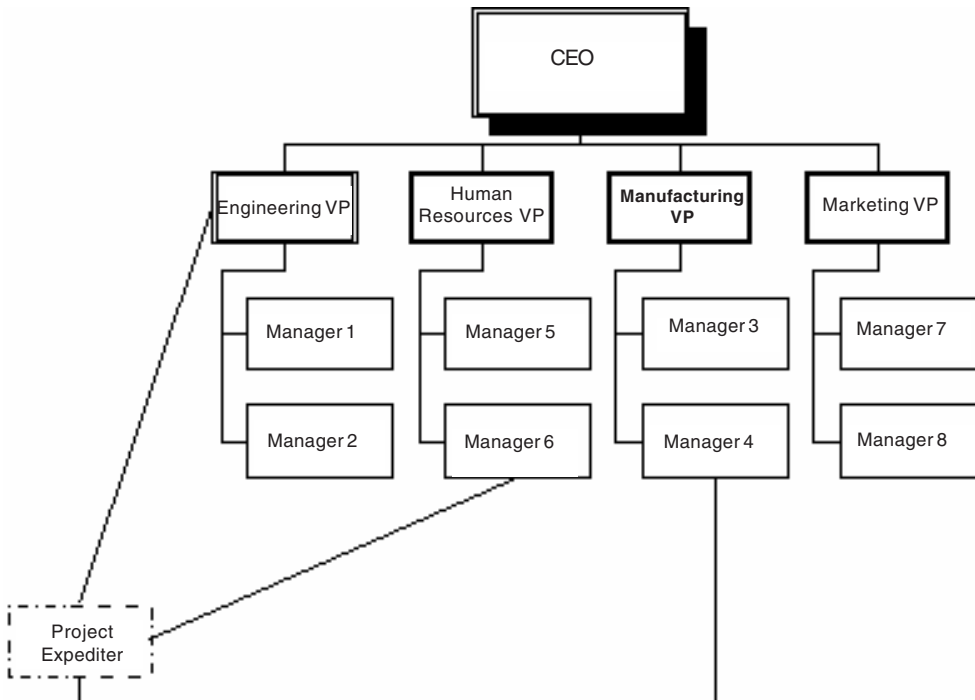 CEO
Engineering VP
Human
Resources VP
Manufacturing
VP
Marketing VP
Manager 1
Manager 5
Manager 3
Manager 7
Manager 2
Manager 6
Manager 4
Manager 8
Project
Expediter